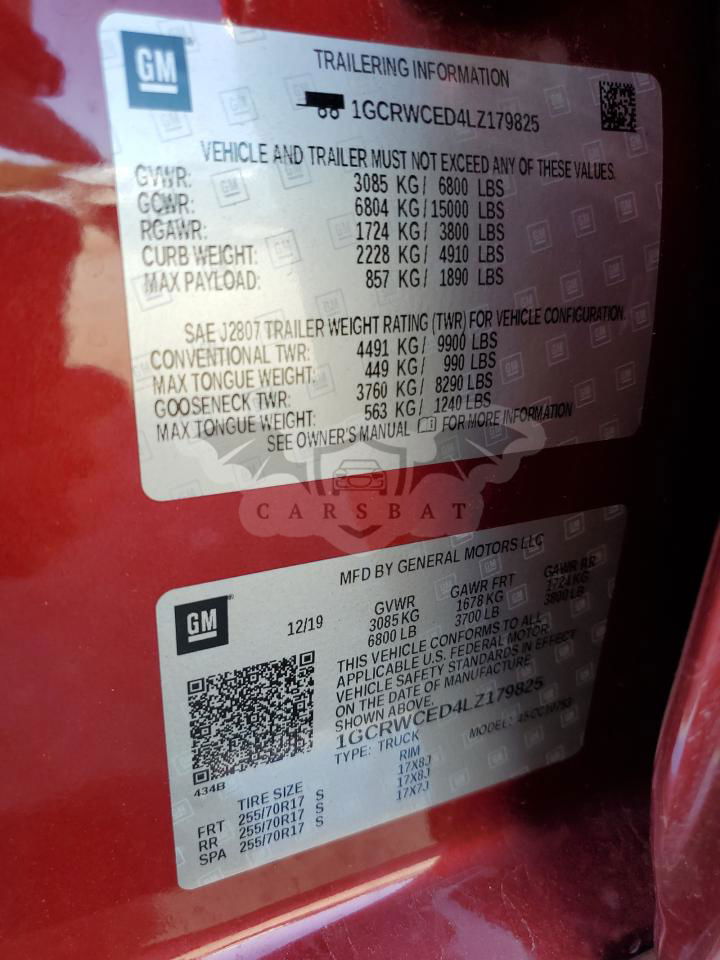 GM
TRAILERING INFORMATION
1GCRWCED4LZ179825
VEHICLE AND TRAILER MUST NOT EXCEED ANY OF THESE VALUES.
GVWR: 3085 KG/ 6800 LBS
GCWR: 6804 KG/ 15000 LBS
RGAWR: 1724 KG/ 3800 LBS
CURB WEIGHT: 2228 KG/ 4910 LBS
MAX PAYLOAD: 857 KG/ 1890 LBS
SAE J2807 TRAILER WEIGHT RATING (TWR) FOR VEHICLE CONFIGURATION.
CONVENTIONAL TWR: 4491 KG/ 9900 LBS
MAX TONGUE WEIGHT: 449 KG/ 990 LBS
GOOSENECK TWR: 3760 KG/ 8290 LBS
MAX TONGUE WEIGHT: 563 KG/ 1240 LBS
SEE OWNER'S MANUAL FOR MORE INFORMATION
CARSBAT
GM
MFD BY GENERAL MOTORS LLC
12/19
GVWR GAWR FRT GAWR RR
3085 KG 1678 KG 1724 KG
6800 LB 3700 LB 3800 LB
THIS VEHICLE CONFORMS TO ALL
APPLICABLE U.S. FEDERAL MOTOR
VEHICLE SAFETY STANDARDS IN EFFECT
ON THE DATE OF MANUFACTURE
SHOWN ABOVE.
1GCRWCED4LZ179825
TYPE: TRUCK MODEL:
434B
TIRE SIZE RIM
FRT 255/70R17 S 17X8J
RR 255/70R17 S 17X8J
SPA 255/70R17 S 17X7J